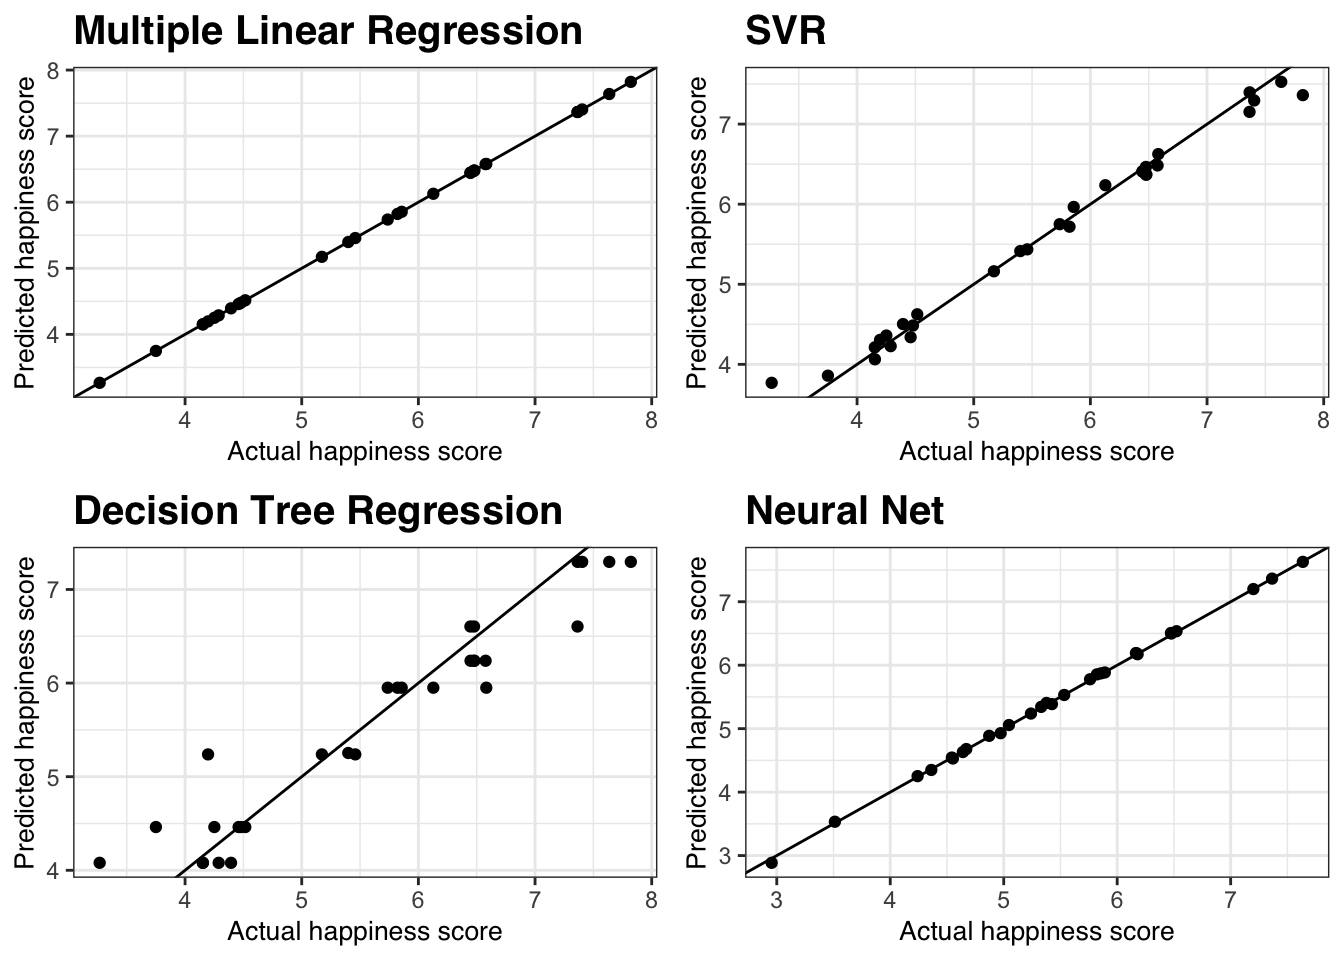 Multiple Linear Regression
Predicted happiness score
8
7
6
5
4
4 5 6 7 8
Actual happiness score
SVR
Predicted happiness score
7
6
5
4
4 5 6 7 8
Actual happiness score
Decision Tree Regression
Predicted happiness score
7
6
5
4
4 5 6 7 8
Actual happiness score
Neural Net
Predicted happiness score
7
6
5
4
3
3 4 5 6 7
Actual happiness score